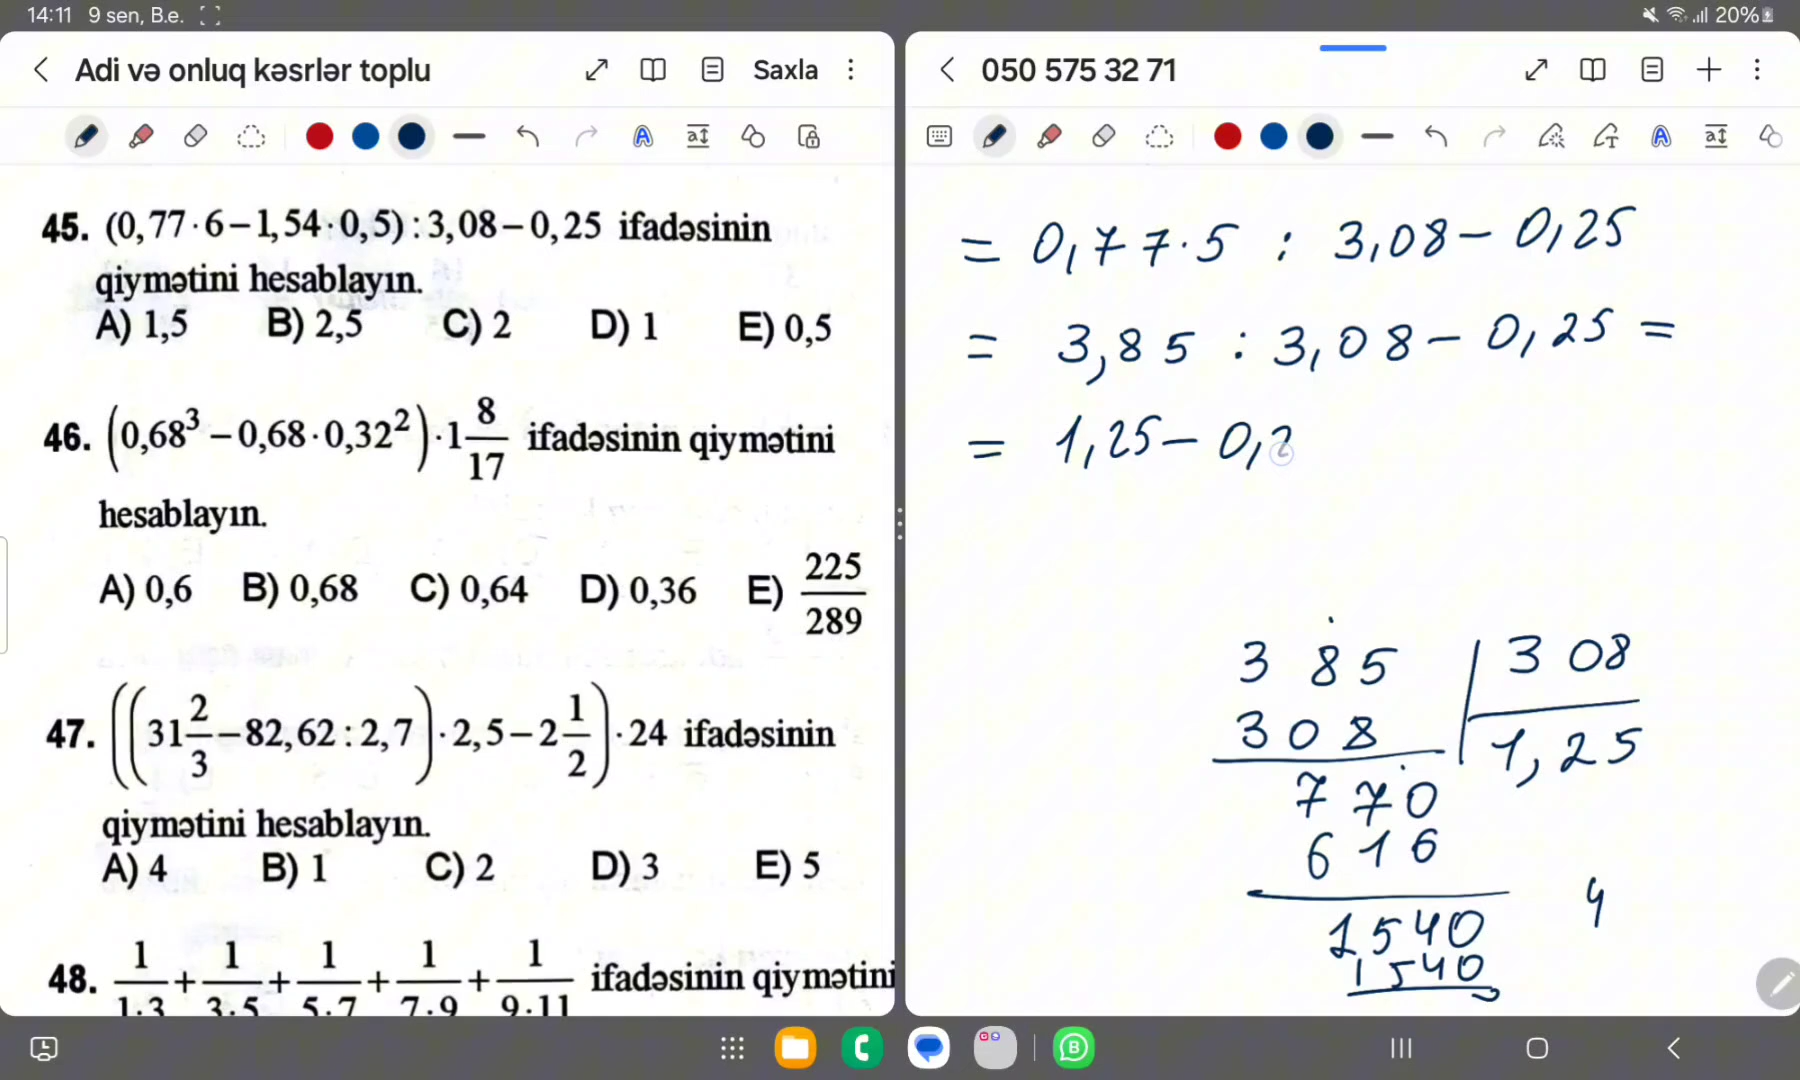 14:11 9 sen, B.e. 20%
Adi və onluq kəsrlər toplu Saxla
45. (0,77·6−1,54·0,5):3,08−0,25 ifadəsinin
qiymətini hesablayın.
A) 1,5 B) 2,5 C) 2 D) 1 E) 0,5
46. (0,68³−0,68·0,32²)·1 8/17 ifadəsinin qiymətini
hesablayın.
A) 0,6 B) 0,68 C) 0,64 D) 0,36 E) 225/289
47. ((31 2/3−82,62:2,7)·2,5−2 1/2)·24 ifadəsinin
qiymətini hesablayın.
A) 4 B) 1 C) 2 D) 3 E) 5
48. 1/1·3+1/3·5+1/5·7+1/7·9+1/9·11 ifadəsinin qiymətini
050 575 32 71
= 0,77·5 : 3,08−0,25
= 3,85 : 3,08−0,25=
= 1,25−0,2
385 308
308 1,25
770
616
4
1540
1540